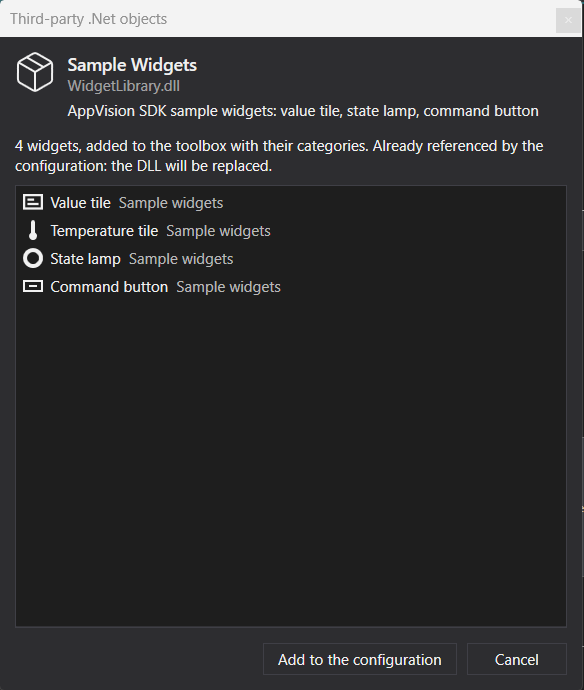 Third-party .Net objects
Sample Widgets
WidgetLibrary.dll
AppVision SDK sample widgets: value tile, state lamp, command button
4 widgets, added to the toolbox with their categories. Already referenced by the
configuration: the DLL will be replaced.
Value tile Sample widgets
Temperature tile Sample widgets
State lamp Sample widgets
Command button Sample widgets
Add to the configuration Cancel